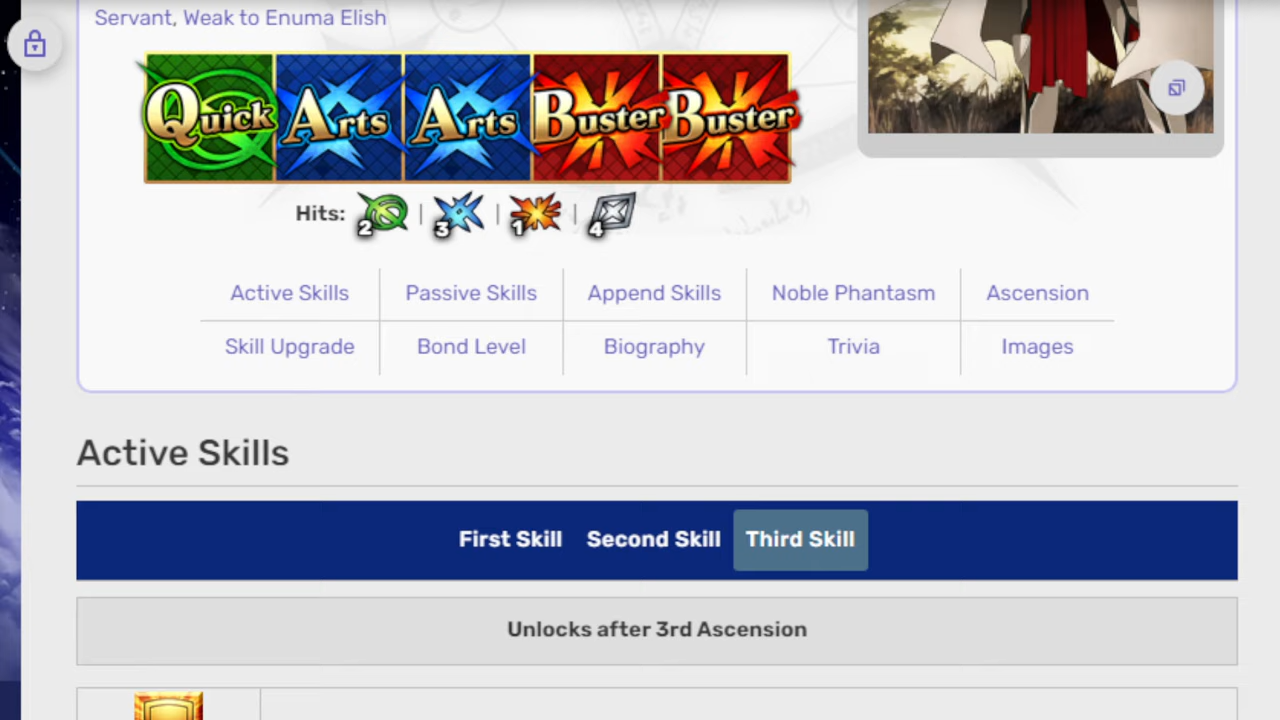 Servant, Weak to Enuma Elish
Quick Arts Arts Buster Buster
Hits: 2 | 3 | 1 | 4
Active Skills Passive Skills Append Skills Noble Phantasm Ascension
Skill Upgrade Bond Level Biography Trivia Images
Active Skills
First Skill Second Skill Third Skill
Unlocks after 3rd Ascension